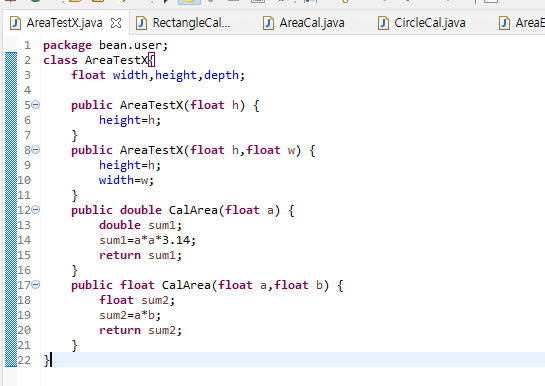 AreaTestX.java RectangleCal... AreaCal.java CircleCal.java AreaE
1 package bean.user;
2 class AreaTestX{
3 float width,height,depth;
4
5 public AreaTestX(float h) {
6 height=h;
7 }
8 public AreaTestX(float h,float w) {
9 height=h;
10 width=w;
11 }
12 public double CalArea(float a) {
13 double sum1;
14 sum1=a*a*3.14;
15 return sum1;
16 }
17 public float CalArea(float a,float b) {
18 float sum2;
19 sum2=a*b;
20 return sum2;
21 }
22 }